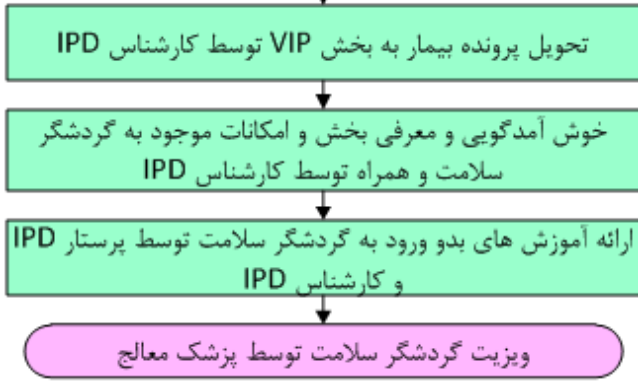 تحویل پرونده بیمار به بخش VIP توسط کارشناس IPD
خوش آمدگویی و معرفی بخش و امکانات موجود به گردشگر
سلامت و همراه توسط کارشناس IPD
ارائه آموزش های بدو ورود به گردشگر سلامت توسط پرستار IPD
و کارشناس IPD
ویزیت گردشگر سلامت توسط پزشک معالج